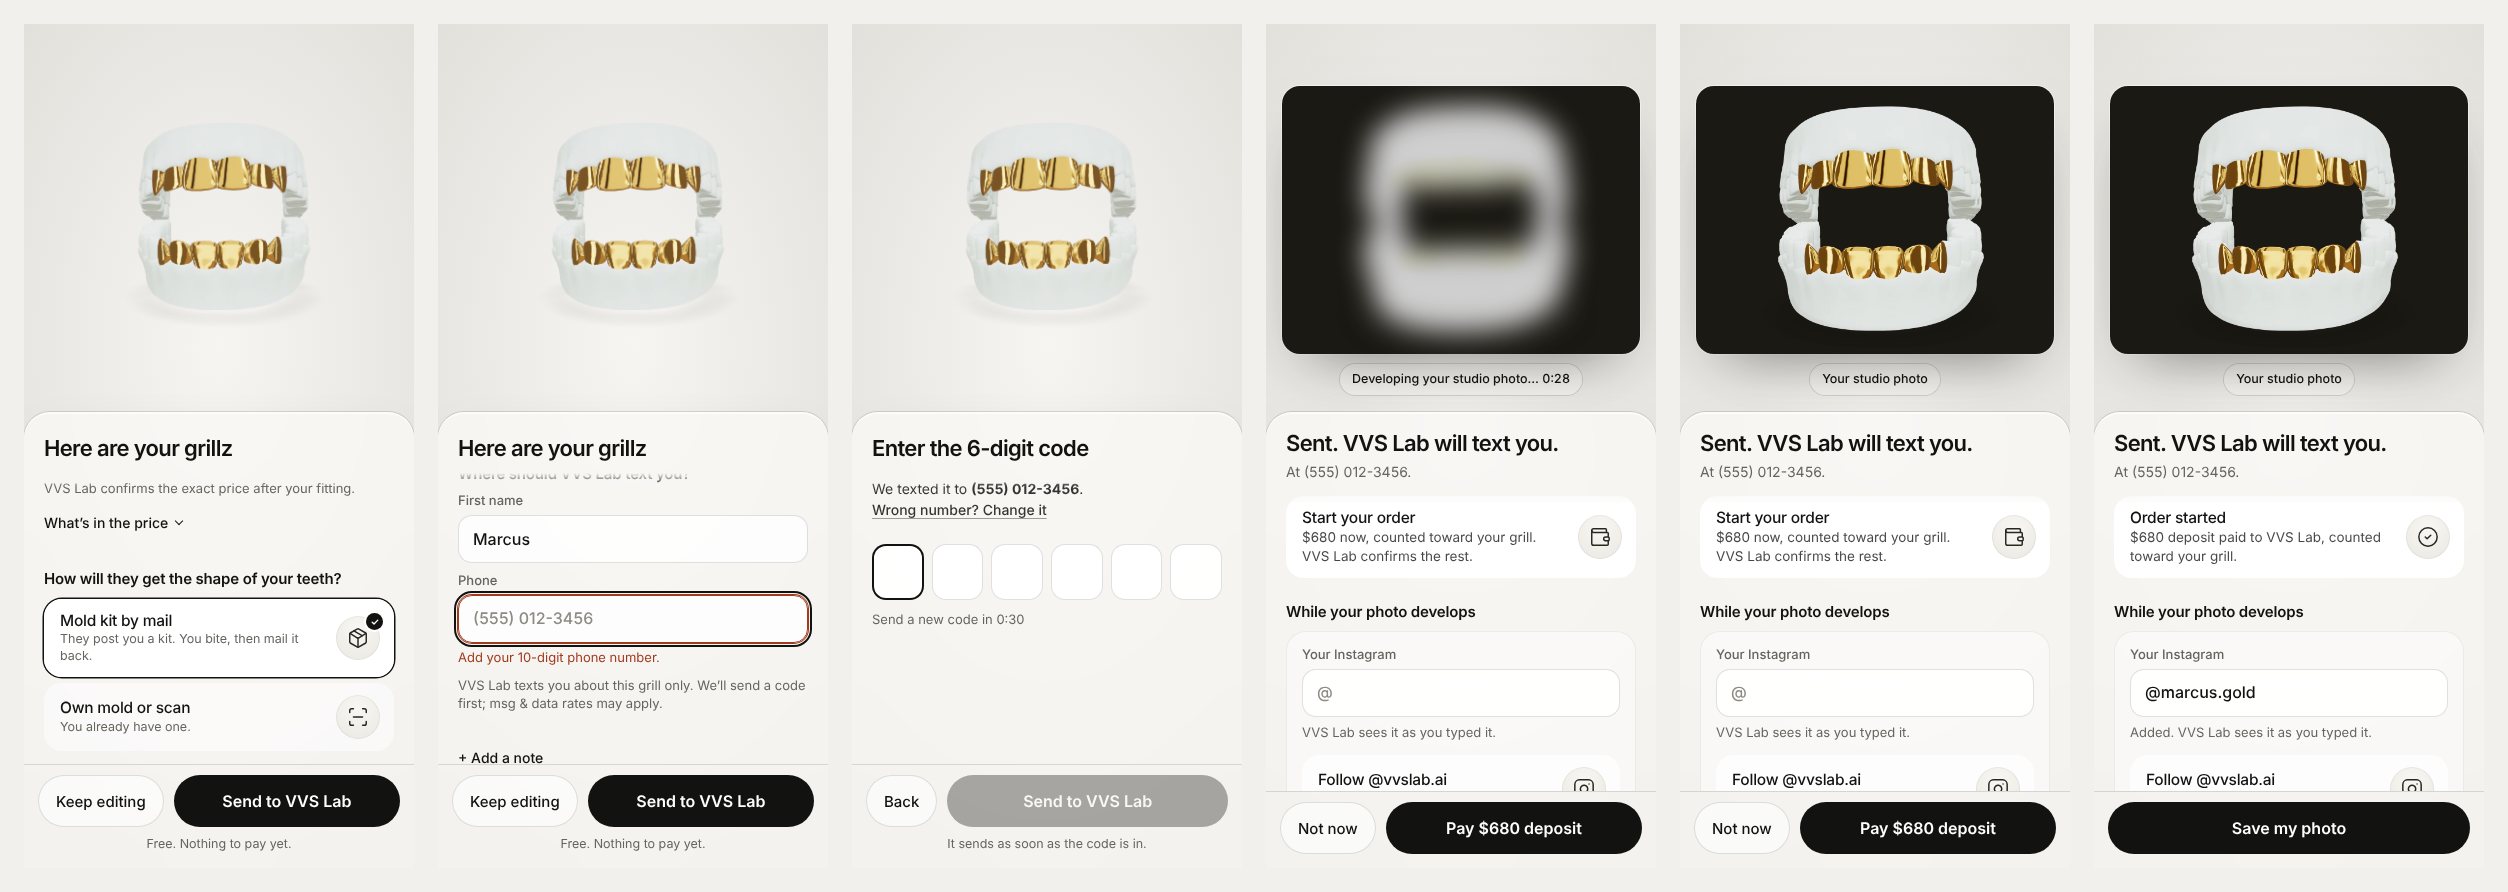 Here are your grillz
VVS Lab confirms the exact price after your fitting.
What's in the price
How will they get the shape of your teeth?
Mold kit by mail
They post you a kit. You bite, then mail it
back.
Own mold or scan
You already have one.
Keep editing
Send to VVS Lab
Free. Nothing to pay yet.
Here are your grillz
Where should VVS Lab text you?
First name
Marcus
Phone
(555) 012-3456
Add your 10-digit phone number.
VVS Lab texts you about this grill only. We'll send a code
first; msg & data rates may apply.
+ Add a note
Keep editing
Send to VVS Lab
Free. Nothing to pay yet.
Enter the 6-digit code
We texted it to (555) 012-3456.
Wrong number? Change it
Send a new code in 0:30
Back
Send to VVS Lab
It sends as soon as the code is in.
Developing your studio photo... 0:28
Sent. VVS Lab will text you.
At (555) 012-3456.
Start your order
$680 now, counted toward your grill.
VVS Lab confirms the rest.
While your photo develops
Your Instagram
@
VVS Lab sees it as you typed it.
Follow @vvslab.ai
Not now
Pay $680 deposit
Your studio photo
Sent. VVS Lab will text you.
At (555) 012-3456.
Start your order
$680 now, counted toward your grill.
VVS Lab confirms the rest.
While your photo develops
Your Instagram
@
VVS Lab sees it as you typed it.
Follow @vvslab.ai
Not now
Pay $680 deposit
Your studio photo
Sent. VVS Lab will text you.
At (555) 012-3456.
Order started
$680 deposit paid to VVS Lab, counted
toward your grill.
While your photo develops
Your Instagram
@marcus.gold
Added. VVS Lab sees it as you typed it.
Follow @vvslab.ai
Save my photo